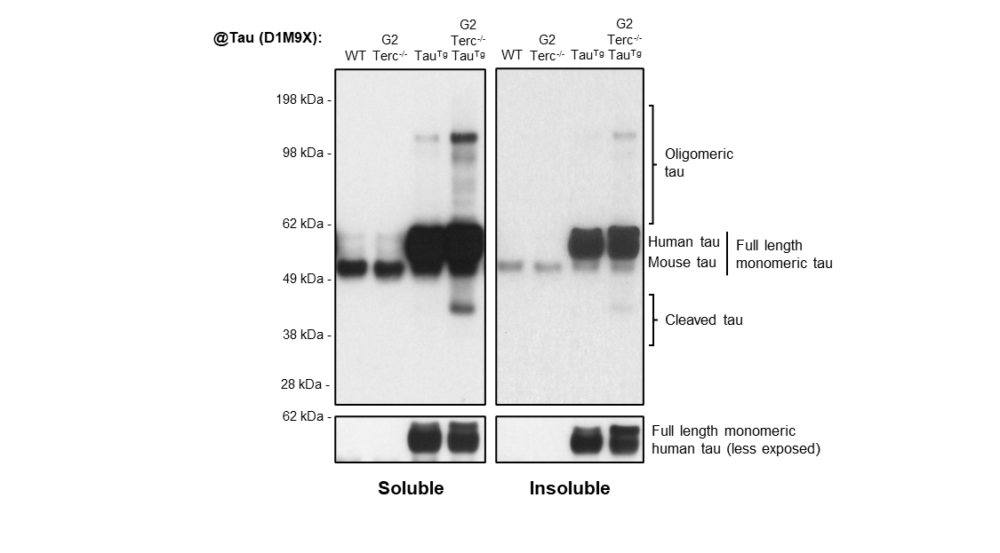 @Tau (D1M9X):
WT
G2
Terc-/-
TauTg
G2
Terc-/-
TauTg
WT
G2
Terc-/-
TauTg
G2
Terc-/-
TauTg
198 kDa -
98 kDa -
62 kDa -
49 kDa -
38 kDa -
28 kDa -
62 kDa -
Oligomeric
tau
Human tau
Mouse tau
Full length
monomeric tau
Cleaved tau
Full length monomeric
human tau (less exposed)
Soluble
Insoluble